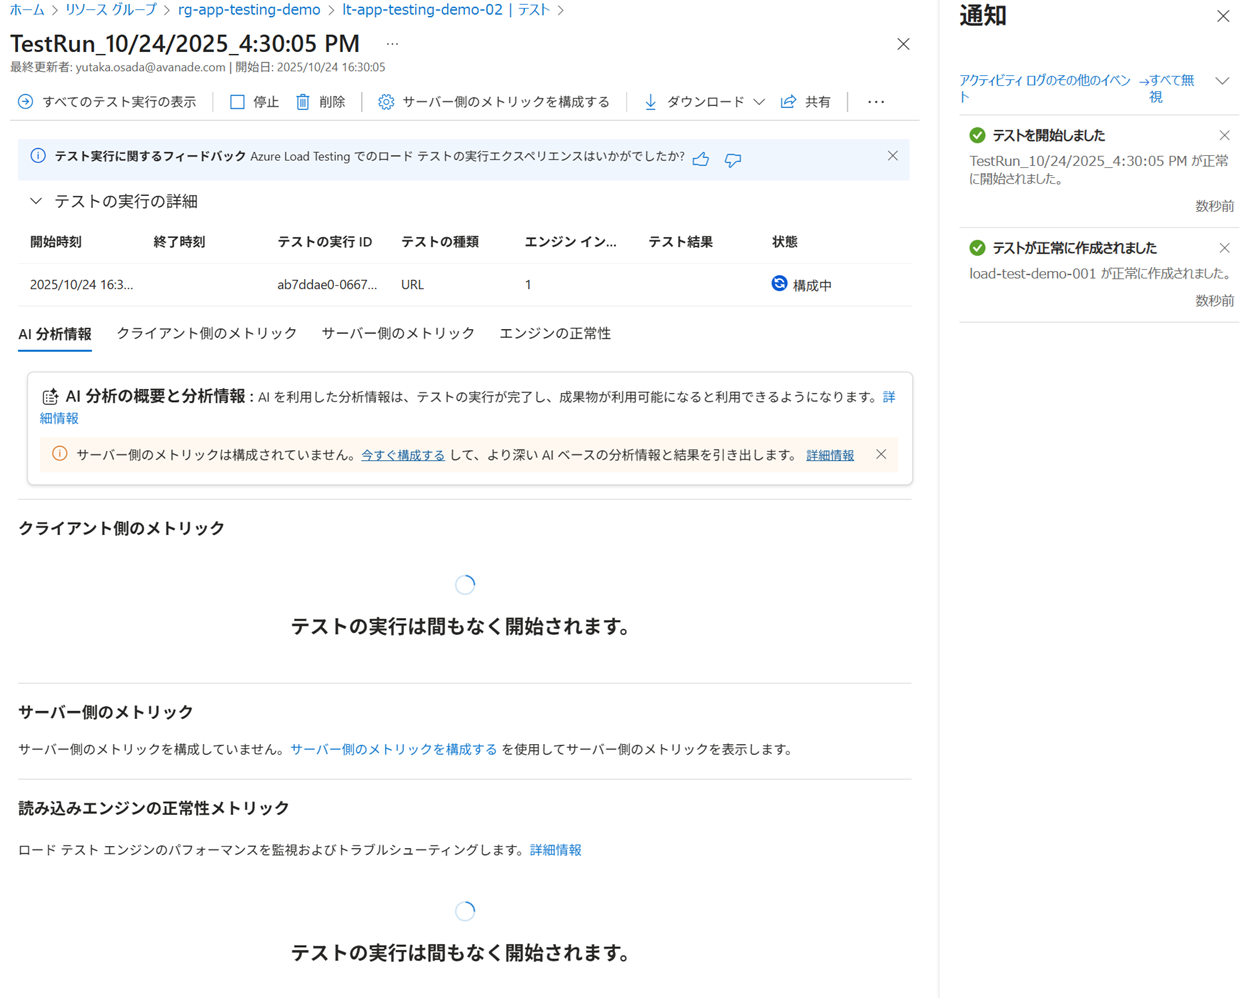 ホーム > リソース グループ > rg-app-testing-demo > lt-app-testing-demo-02 | テスト >
TestRun_10/24/2025_4:30:05 PM ...
最終更新者: yutaka.osada@avanade.com | 開始日: 2025/10/24 16:30:05
すべてのテスト実行の表示 停止 削除 サーバー側のメトリックを構成する ダウンロード 共有 ...
テスト実行に関するフィードバック Azure Load Testing でのロード テストの実行エクスペリエンスはいかがでしたか?
テストの実行の詳細
開始時刻 終了時刻 テストの実行 ID テストの種類 エンジン イン... テスト結果 状態
2025/10/24 16:3... ab7ddae0-0667... URL 1 構成中
AI 分析情報 クライアント側のメトリック サーバー側のメトリック エンジンの正常性
AI 分析の概要と分析情報 : AI を利用した分析情報は、テストの実行が完了し、成果物が利用可能になると利用できるようになります。詳
細情報
サーバー側のメトリックは構成されていません。今すぐ構成する して、より深い AI ベースの分析情報と結果を引き出します。 詳細情報
クライアント側のメトリック
テストの実行は間もなく開始されます。
サーバー側のメトリック
サーバー側のメトリックを構成していません。サーバー側のメトリックを構成する を使用してサーバー側のメトリックを表示します。
読み込みエンジンの正常性メトリック
ロード テスト エンジンのパフォーマンスを監視およびトラブルシューティングします。詳細情報
テストの実行は間もなく開始されます。
通知
アクティビティ ログのその他のイベン
ト
→すべて無
視
テストを開始しました
TestRun_10/24/2025_4:30:05 PM が正常
に開始されました。
数秒前
テストが正常に作成されました
load-test-demo-001 が正常に作成されました。
数秒前